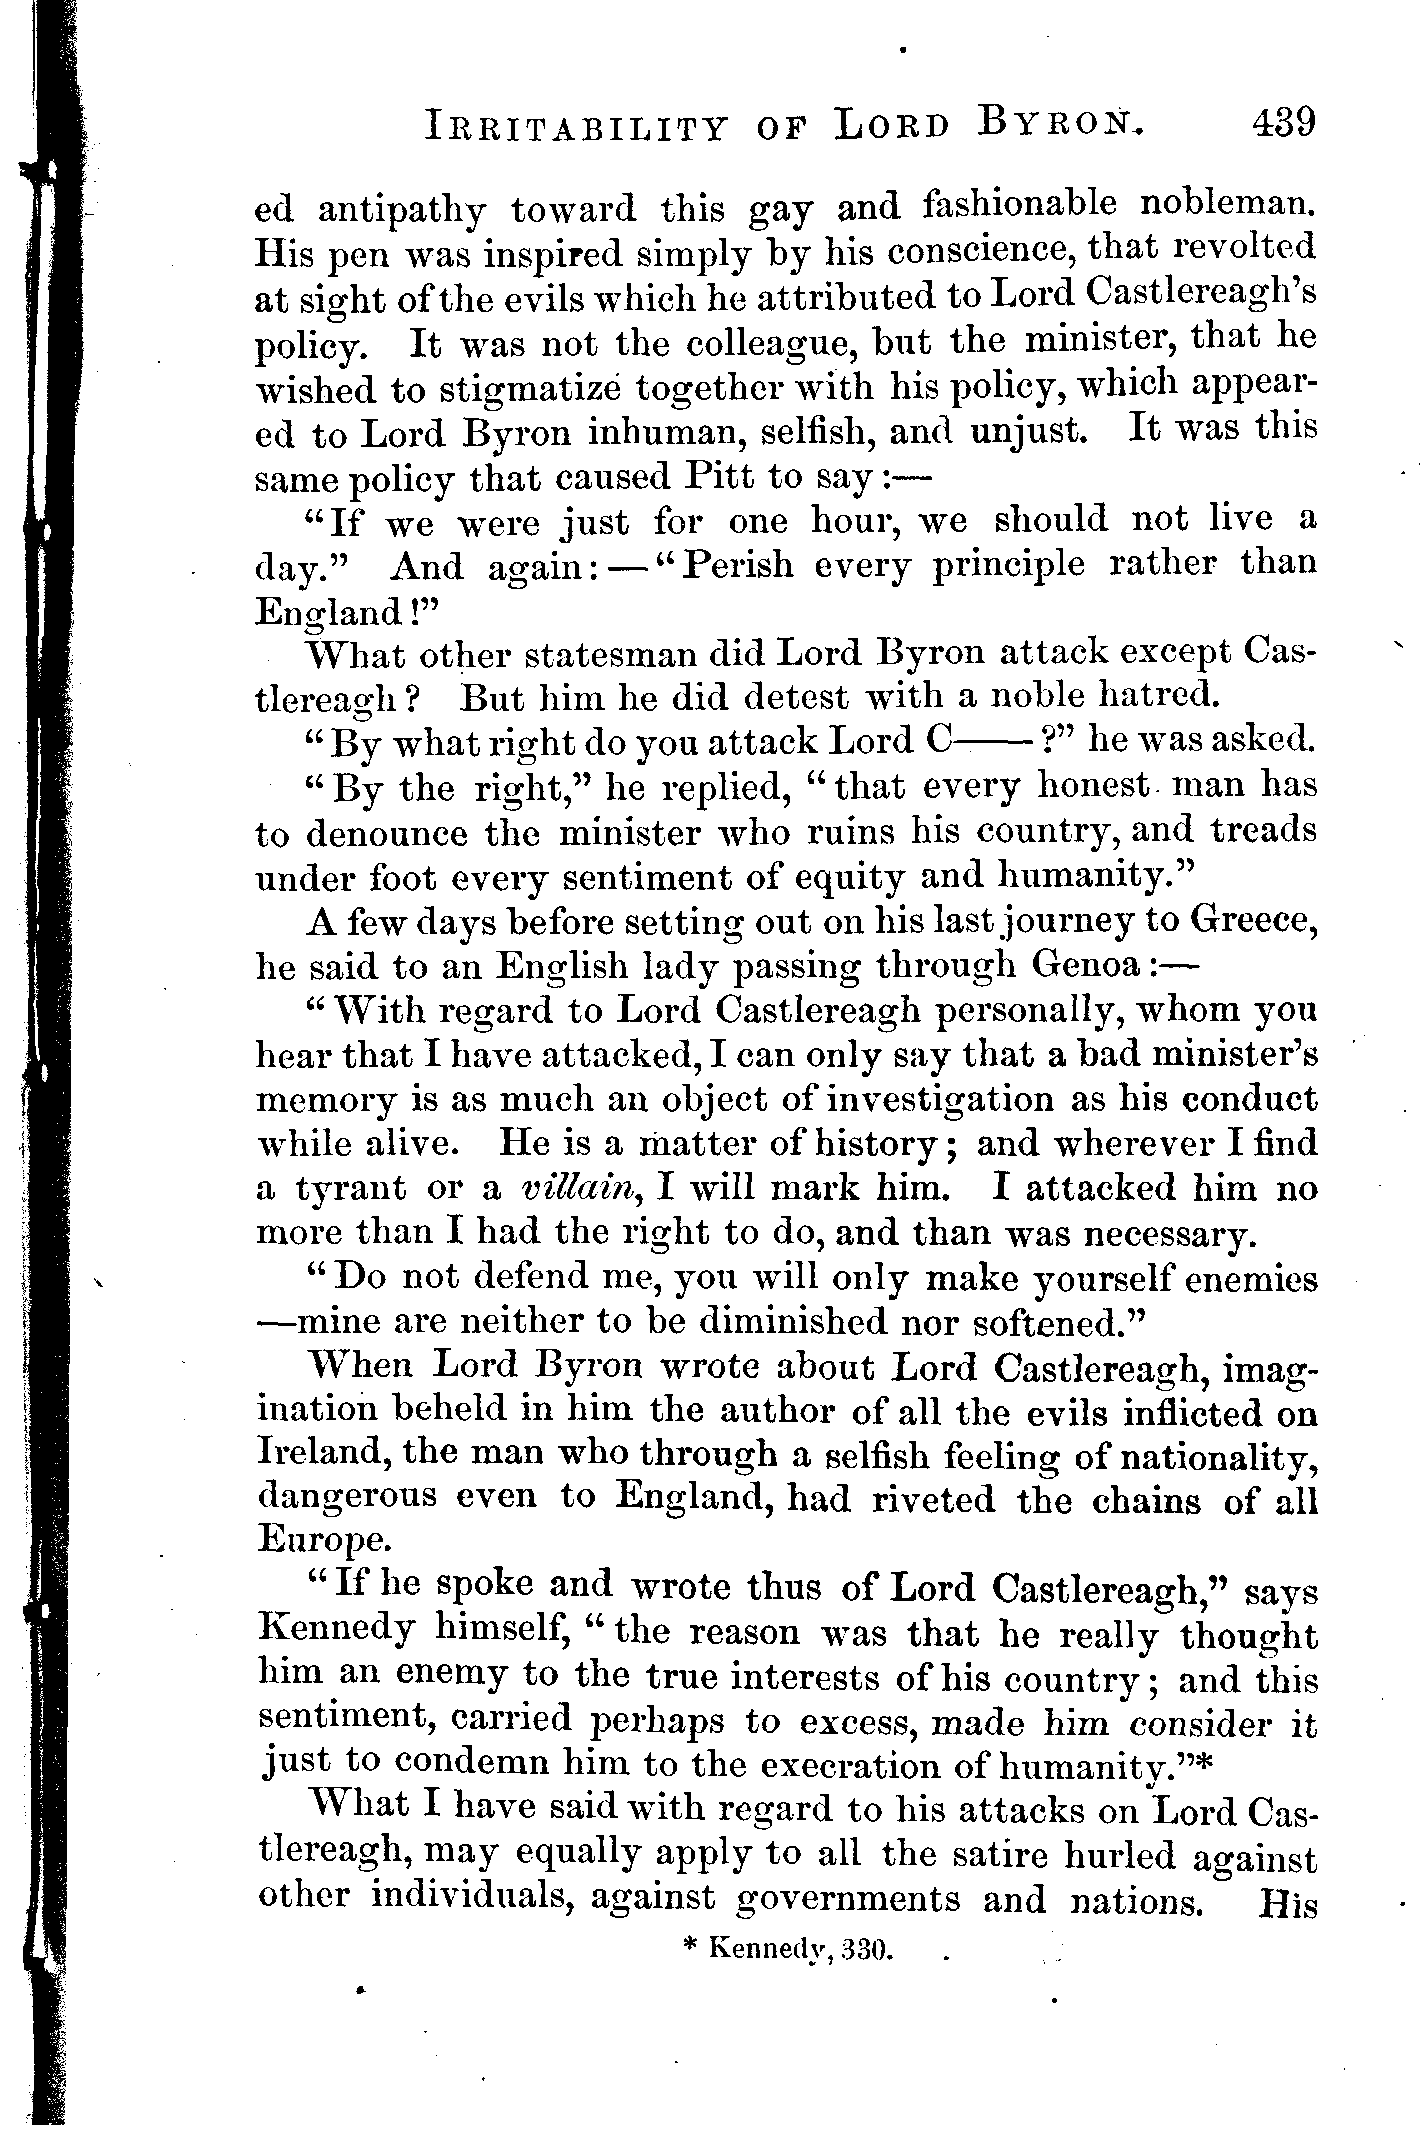 IRRITABILITY OF LORD BYRON. 439
ed antipathy toward this gay and fashionable nobleman.
His pen was inspired simply by his conscience, that revolted
at sight of the evils which he attributed to Lord Castlereagh's
policy. It was not the colleague, but the minister, that he
wished to stigmatize together with his policy, which appear-
ed to Lord Byron inhuman, selfish, and unjust. It was this
same policy that caused Pitt to say:—
"If we were just for one hour, we should not live a
day." And again:—"Perish every principle rather than
England!"
What other statesman did Lord Byron attack except Cas-
tlereagh? But him he did detest with a noble hatred.
"By what right do you attack Lord C——?" he was asked.
"By the right," he replied, "that every honest man has
to denounce the minister who ruins his country, and treads
under foot every sentiment of equity and humanity."
A few days before setting out on his last journey to Greece,
he said to an English lady passing through Genoa:—
"With regard to Lord Castlereagh personally, whom you
hear that I have attacked, I can only say that a bad minister's
memory is as much an object of investigation as his conduct
while alive. He is a matter of history; and wherever I find
a tyrant or a villain, I will mark him. I attacked him no
more than I had the right to do, and than was necessary.
"Do not defend me, you will only make yourself enemies
—mine are neither to be diminished nor softened."
When Lord Byron wrote about Lord Castlereagh, imag-
ination beheld in him the author of all the evils inflicted on
Ireland, the man who through a selfish feeling of nationality,
dangerous even to England, had riveted the chains of all
Europe.
"If he spoke and wrote thus of Lord Castlereagh," says
Kennedy himself, "the reason was that he really thought
him an enemy to the true interests of his country; and this
sentiment, carried perhaps to excess, made him consider it
just to condemn him to the execration of humanity."*
What I have said with regard to his attacks on Lord Cas-
tlereagh, may equally apply to all the satire hurled against
other individuals, against governments and nations. His
* Kennedy, 330.